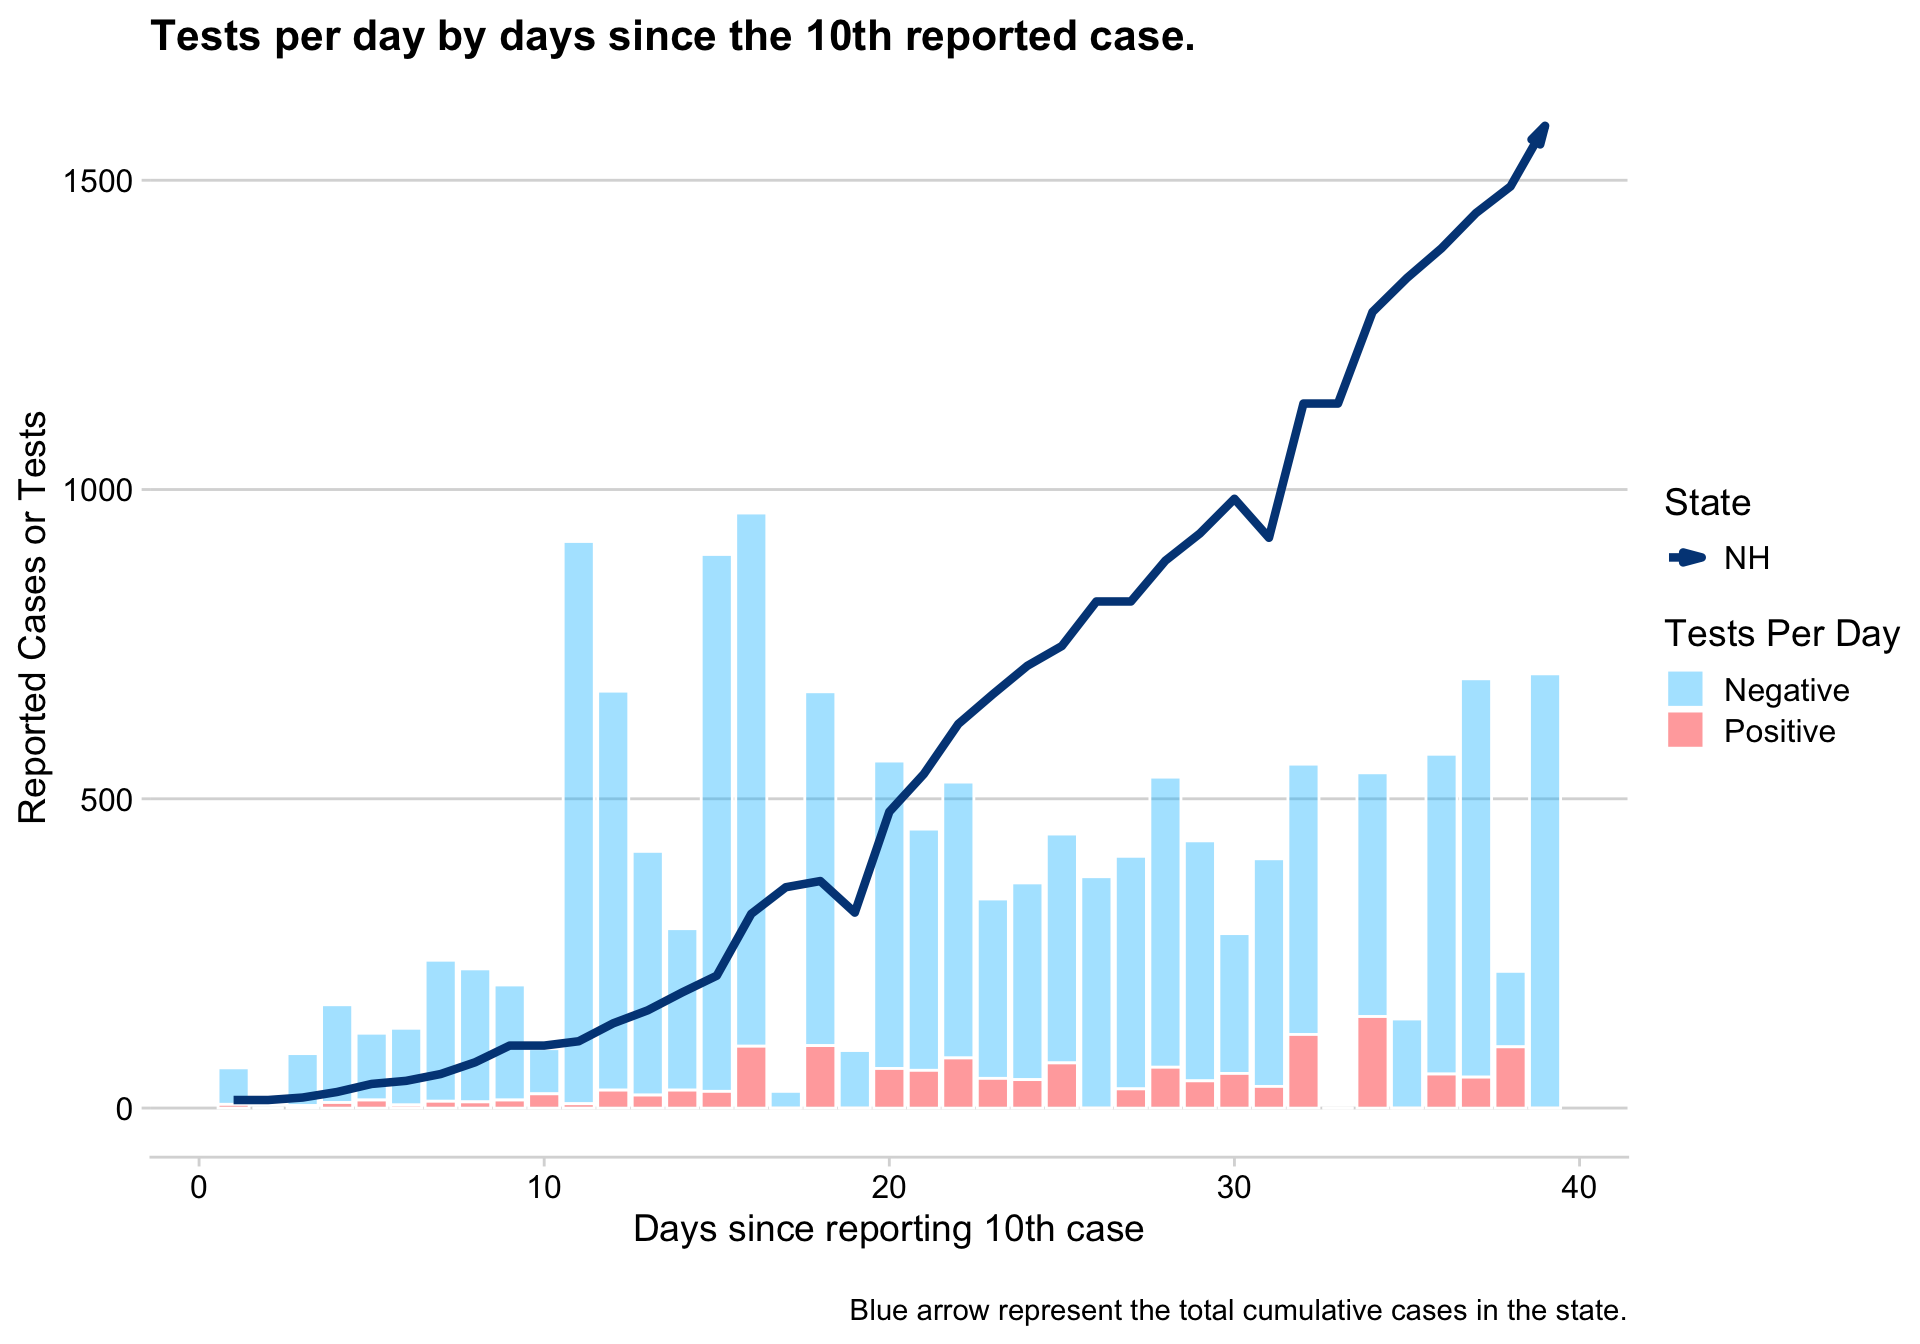 Tests per day by days since the 10th reported case.
1500
1000
500
0
Reported Cases or Tests
0 10 20 30 40
Days since reporting 10th case
State
NH
Tests Per Day
Negative
Positive
Blue arrow represent the total cumulative cases in the state.